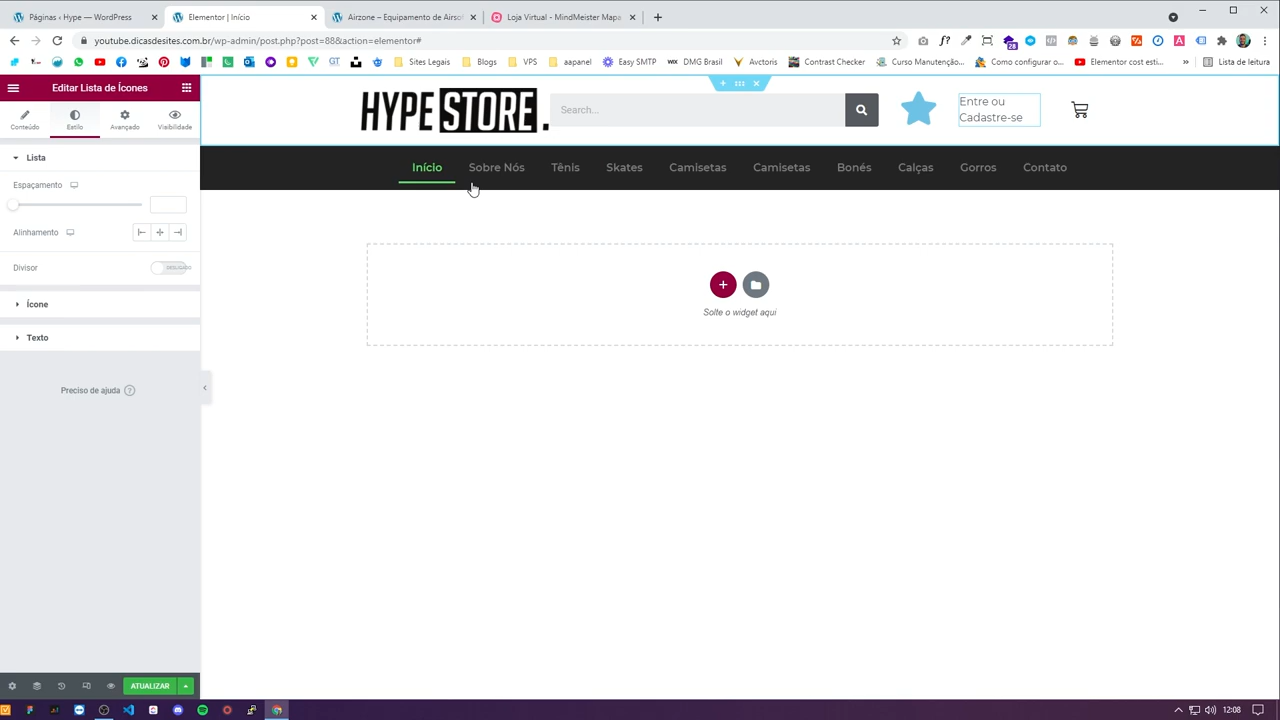 Páginas ‹ Hype — WordPress
Elementor | Início
Airzone – Equipamento de Airsof
Loja Virtual - MindMeister Mapa
youtube.dicasdesites.com.br/wp-admin/post.php?post=88&action=elementor#
28
Sites Legais
Blogs
VPS
aapanel
Easy SMTP
WIX DMG Brasil
Avctoris
Contrast Checker
Curso Manutenção...
Como configurar o...
Elementor cost esti...
»
Lista de leitura
Editar Lista de Ícones
Conteúdo
Estilo
Avançado
Visibilidade
Lista
Espaçamento
Alinhamento
Divisor
DESLIGADO
Ícone
Texto
Preciso de ajuda ?
ATUALIZAR
HYPE STORE.
Search...
Entre ou
Cadastre-se
Início
Sobre Nós
Tênis
Skates
Camisetas
Camisetas
Bonés
Calças
Gorros
Contato
Solte o widget aqui
12:08